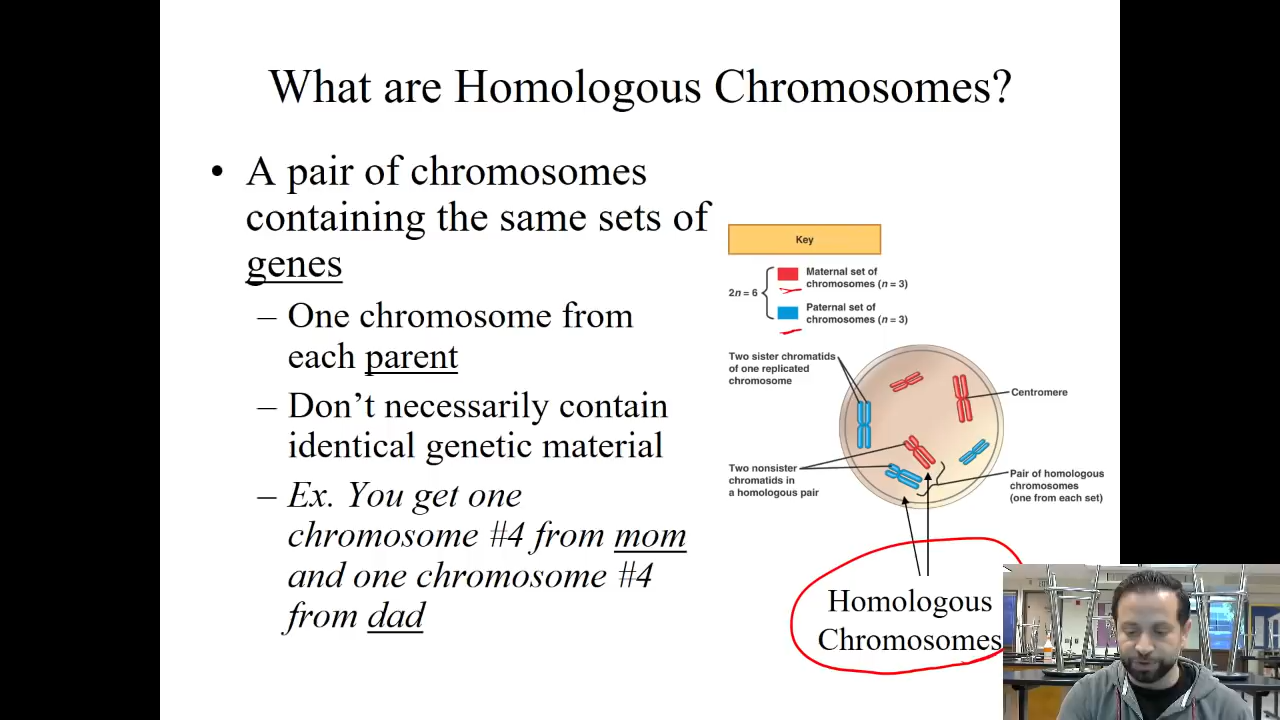 What are Homologous Chromosomes?
• A pair of chromosomes
containing the same sets of
genes
– One chromosome from
each parent
– Don't necessarily contain
identical genetic material
– Ex. You get one
chromosome #4 from mom
and one chromosome #4
from dad
Key
2n = 6
Maternal set of
chromosomes (n = 3)
Paternal set of
chromosomes (n = 3)
Two sister chromatids
of one replicated
chromosome
Centromere
Two nonsister
chromatids in
a homologous pair
Pair of homologous
chromosomes
(one from each set)
Homologous
Chromosomes